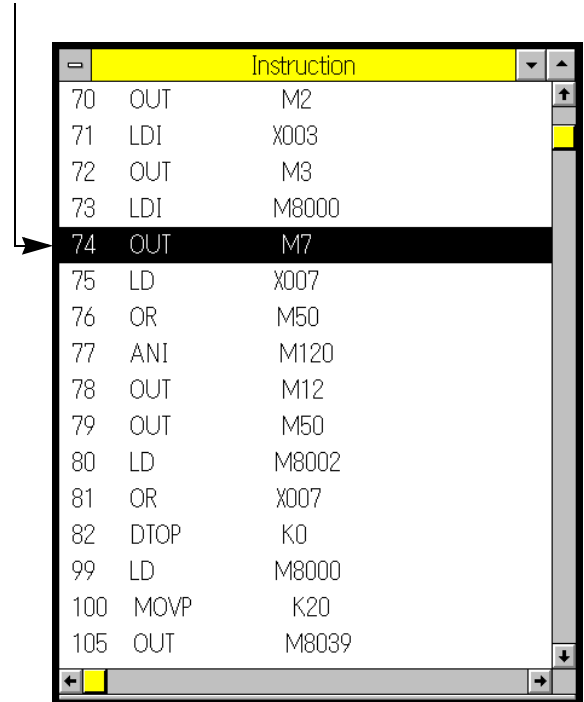 Instruction
70 OUT M2
71 LDI X003
72 OUT M3
73 LDI M8000
74 OUT M7
75 LD X007
76 OR M50
77 ANI M120
78 OUT M12
79 OUT M50
80 LD M8002
81 OR X007
82 DTOP K0
99 LD M8000
100 MOVP K20
105 OUT M8039